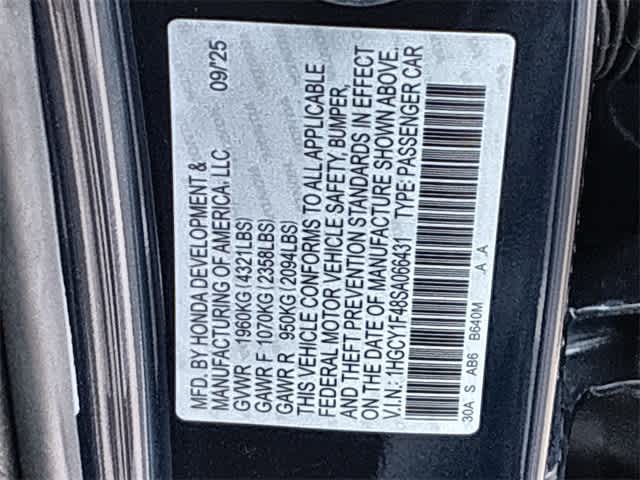 MFD. BY HONDA DEVELOPMENT & 09/'25
MANUFACTURING OF AMERICA, LLC
GVWR 1960KG (4321LBS)
GAWR F 1070KG (2358LBS)
GAWR R 950KG (2094LBS)
THIS VEHICLE CONFORMS TO ALL APPLICABLE
FEDERAL MOTOR VEHICLE SAFETY, BUMPER,
AND THEFT PREVENTION STANDARDS IN EFFECT
ON THE DATE OF MANUFACTURE SHOWN ABOVE.
V.I.N.: 1HGCY1F48SA066431 TYPE: PASSENGER CAR
30A S AB6 B640M A A